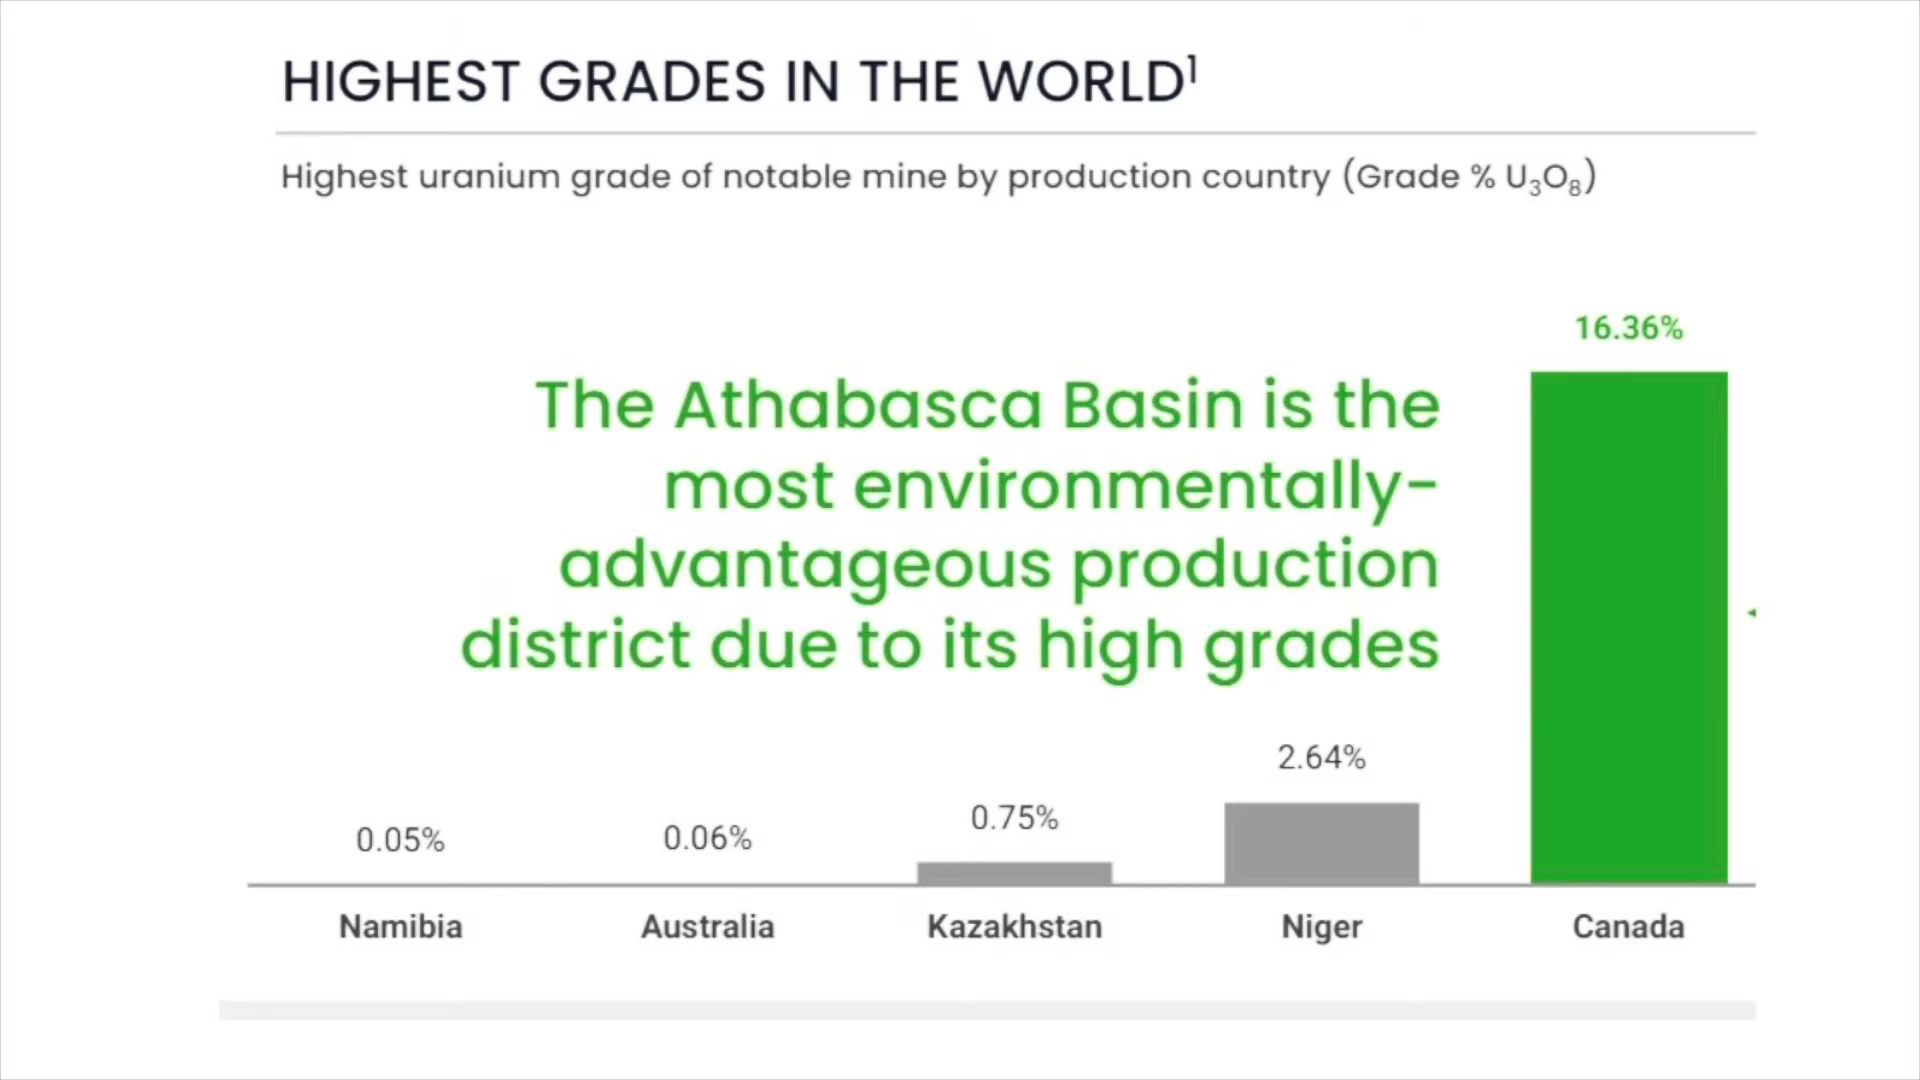 HIGHEST GRADES IN THE WORLD¹
Highest uranium grade of notable mine by production country (Grade % U₃O₈)
16.36%
The Athabasca Basin is the
most environmentally-
advantageous production
district due to its high grades
2.64%
0.75%
0.05% 0.06%
Namibia Australia Kazakhstan Niger Canada